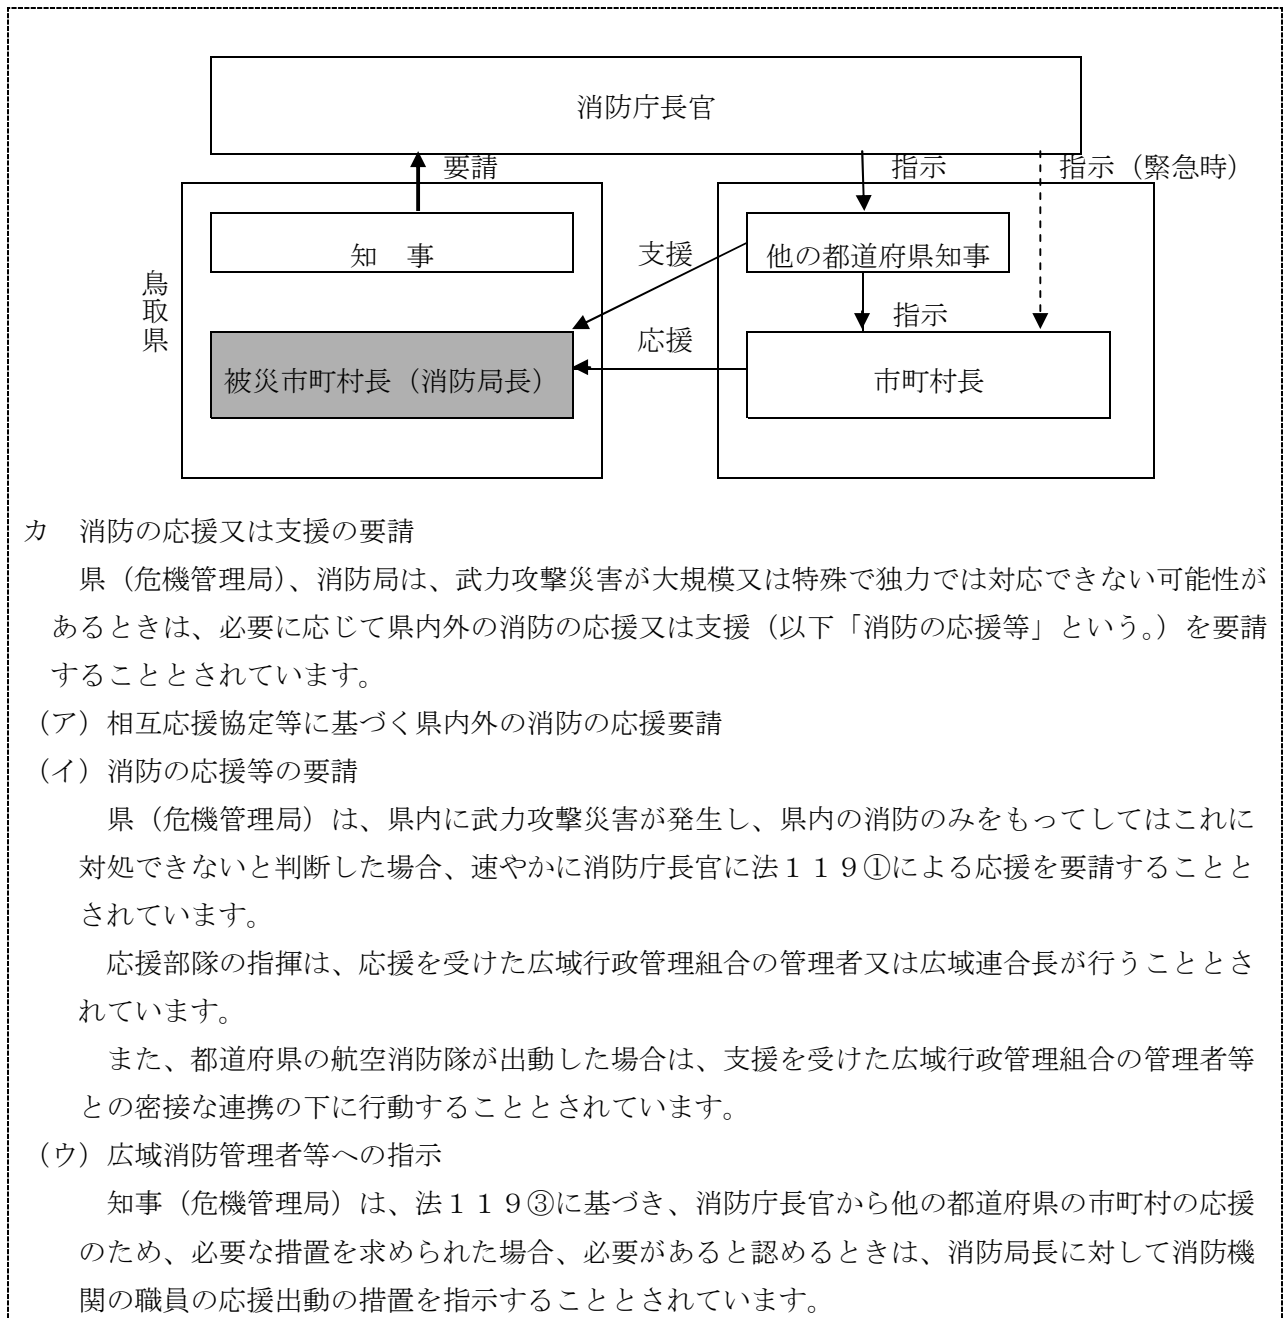 消防庁長官
要請
指示
指示（緊急時）
知　事
支援
他の都道府県知事
鳥取県
指示
応援
被災市町村長（消防局長）
市町村長
カ　消防の応援又は支援の要請
県（危機管理局）、消防局は、武力攻撃災害が大規模又は特殊で独力では対応できない可能性が
あるときは、必要に応じて県内外の消防の応援又は支援（以下「消防の応援等」という。）を要請
することとされています。
（ア）相互応援協定等に基づく県内外の消防の応援要請
（イ）消防の応援等の要請
県（危機管理局）は、県内に武力攻撃災害が発生し、県内の消防のみをもってしてはこれに
対処できないと判断した場合、速やかに消防庁長官に法１１９①による応援を要請することと
されています。
応援部隊の指揮は、応援を受けた広域行政管理組合の管理者又は広域連合長が行うこととさ
れています。
また、都道府県の航空消防隊が出動した場合は、支援を受けた広域行政管理組合の管理者等
との密接な連携の下に行動することとされています。
（ウ）広域消防管理者等への指示
知事（危機管理局）は、法１１９③に基づき、消防庁長官から他の都道府県の市町村の応援
のため、必要な措置を求められた場合、必要があると認めるときは、消防局長に対して消防機
関の職員の応援出動の措置を指示することとされています。